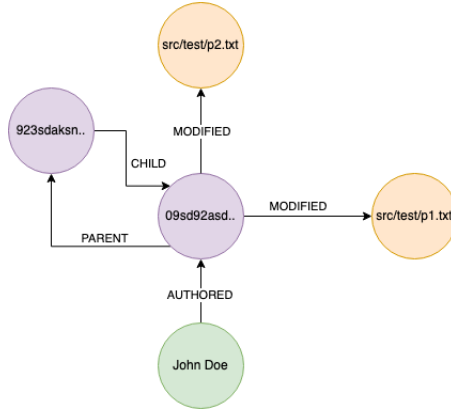 src/test/p2.txt
923sdaksn..
MODIFIED
CHILD
09sd92asd..
MODIFIED
src/test/p1.txt
PARENT
AUTHORED
John Doe